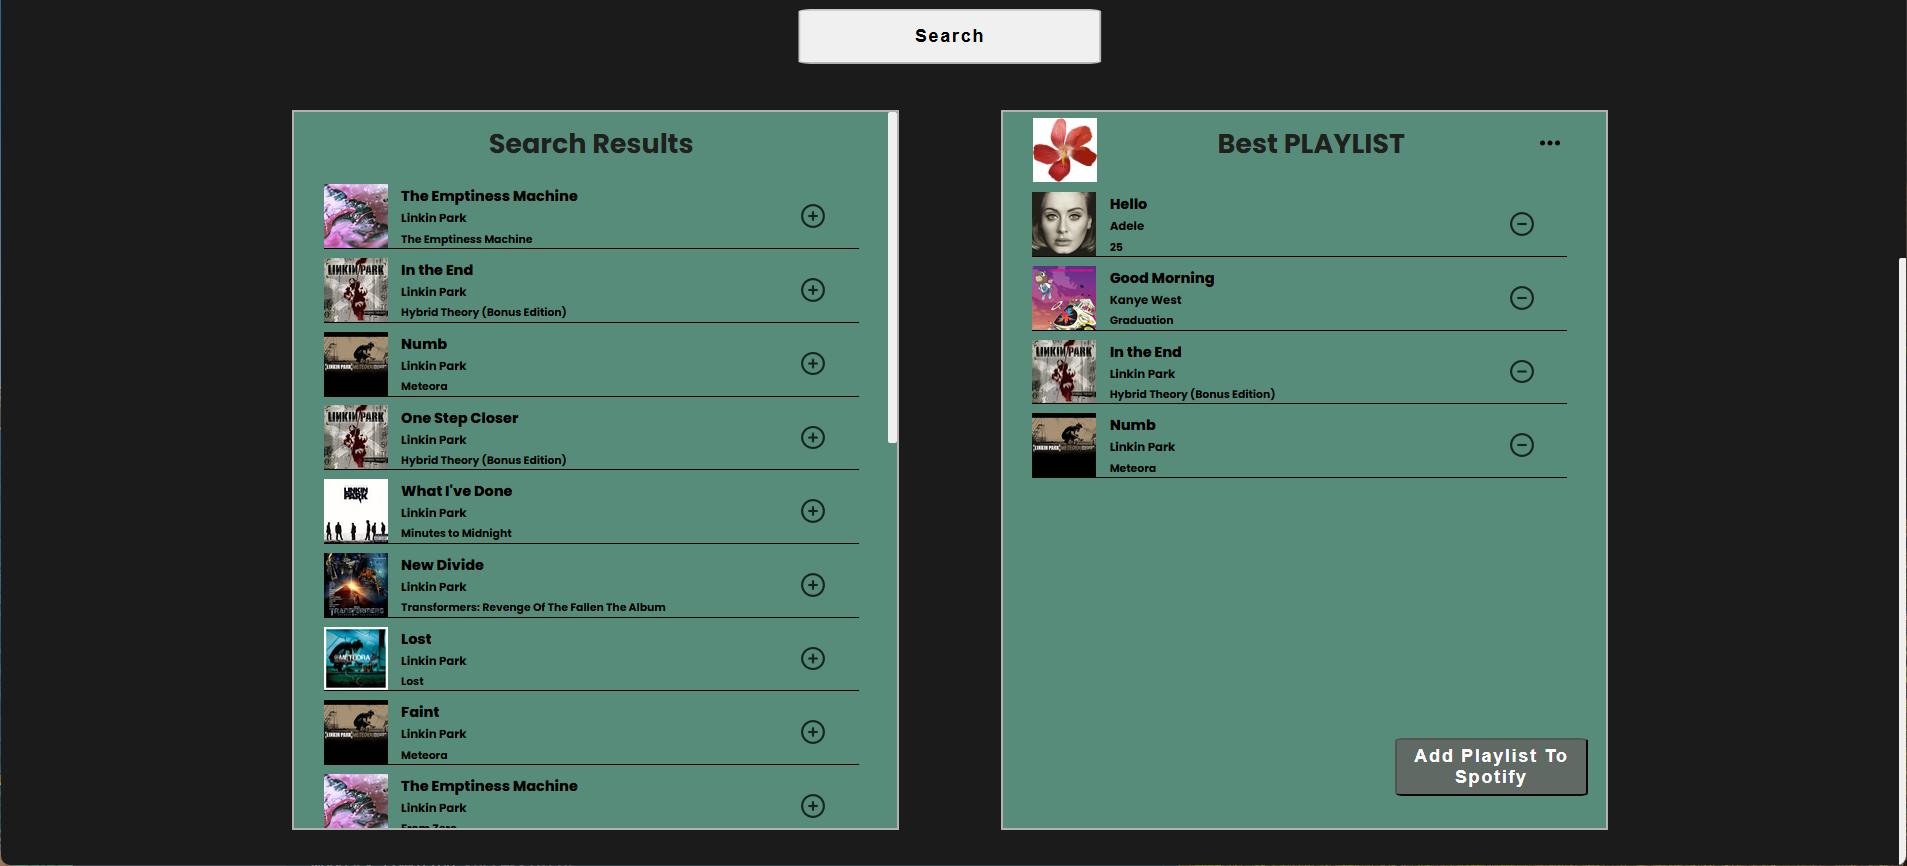 Search
Search Results
The Emptiness Machine
Linkin Park
The Emptiness Machine
In the End
Linkin Park
Hybrid Theory (Bonus Edition)
Numb
Linkin Park
Meteora
One Step Closer
Linkin Park
Hybrid Theory (Bonus Edition)
What I've Done
Linkin Park
Minutes to Midnight
New Divide
Linkin Park
Transformers: Revenge Of The Fallen The Album
Lost
Linkin Park
Lost
Faint
Linkin Park
Meteora
The Emptiness Machine
Linkin Park
From Zero
Best PLAYLIST
Hello
Adele
25
Good Morning
Kanye West
Graduation
In the End
Linkin Park
Hybrid Theory (Bonus Edition)
Numb
Linkin Park
Meteora
Add Playlist To
Spotify